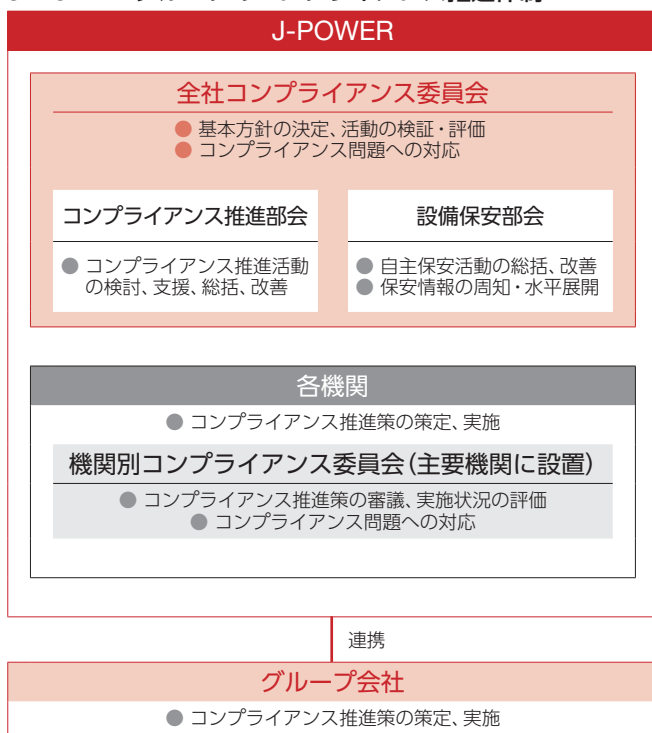 J-POWER
全社コンプライアンス委員会
● 基本方針の決定、活動の検証・評価
● コンプライアンス問題への対応
コンプライアンス推進部会
● コンプライアンス推進活動
の検討、支援、総括、改善
設備保安部会
● 自主保安活動の総括、改善
● 保安情報の周知・水平展開
各機関
● コンプライアンス推進策の策定、実施
機関別コンプライアンス委員会（主要機関に設置）
● コンプライアンス推進策の審議、実施状況の評価
● コンプライアンス問題への対応
連携
グループ会社
● コンプライアンス推進策の策定、実施